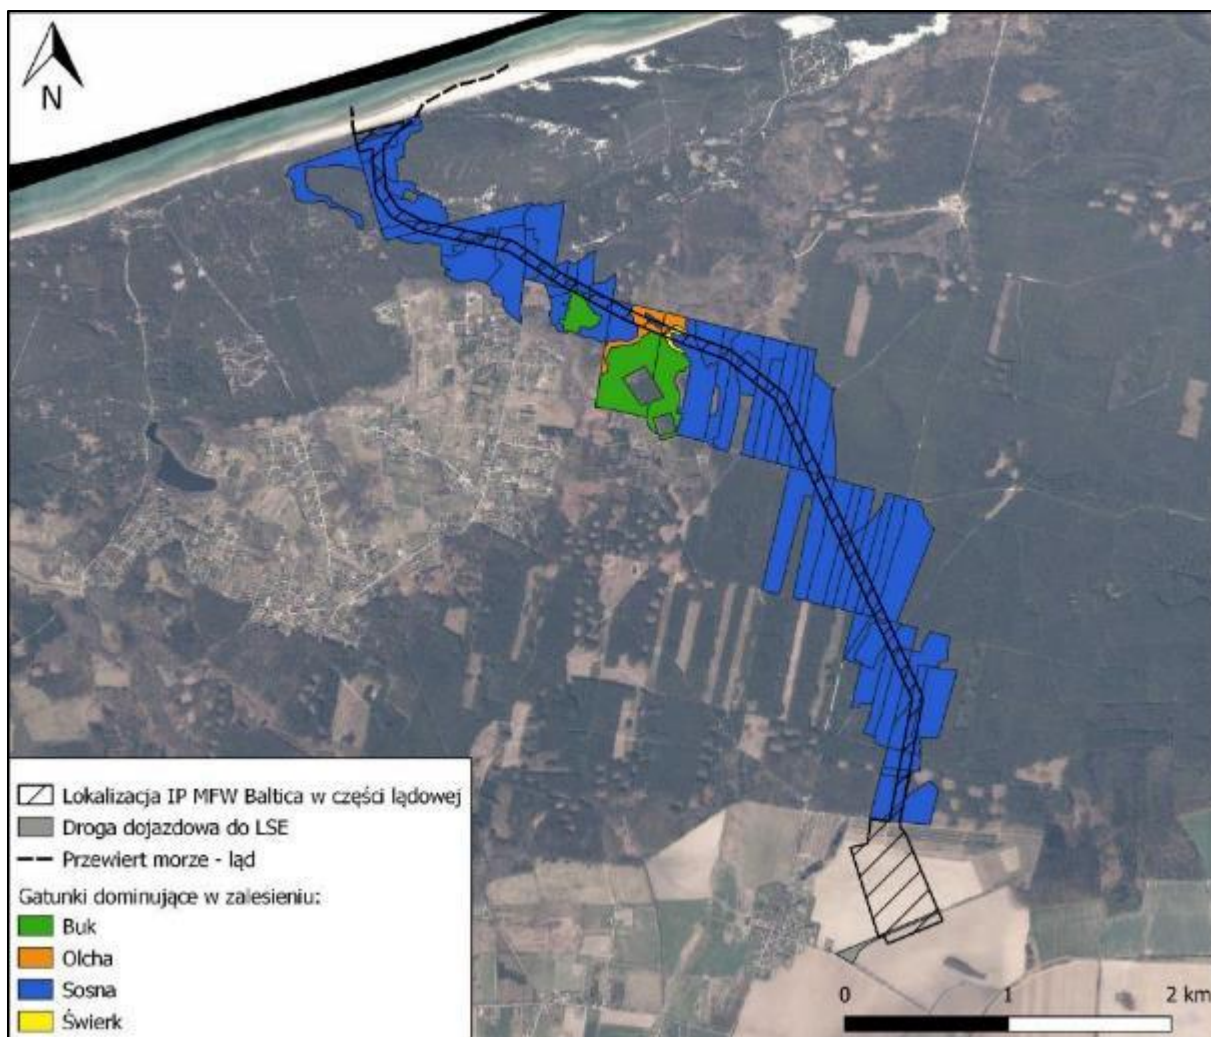 N
Lokalizacja IP MFW Baltica w części lądowej
Droga dojazdowa do LSE
Przewiert morze - ląd
Gatunki dominujące w zalesieniu:
Buk
Olcha
Sosna
Świerk
0 1 2 km